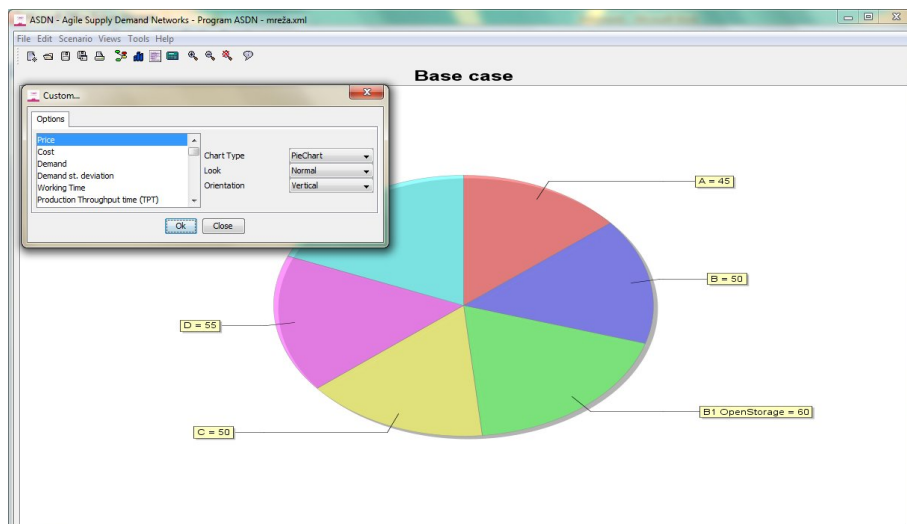 ASDN - Agile Supply Demand Networks - Program ASDN - mreža.xml
File Edit Scenario Views Tools Help
Base case
Custom...
Options
Price
Cost
Demand
Demand st. deviation
Working Time
Production Throughput time (TPT)
Chart Type PieChart
Look Normal
Orientation Vertical
Ok Close
A = 45
B = 50
D = 55
B1 OpenStorage = 60
C = 50